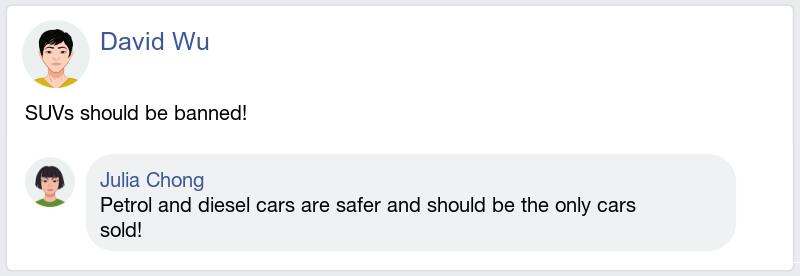 David Wu
SUVs should be banned!
Julia Chong
Petrol and diesel cars are safer and should be the only cars
sold!